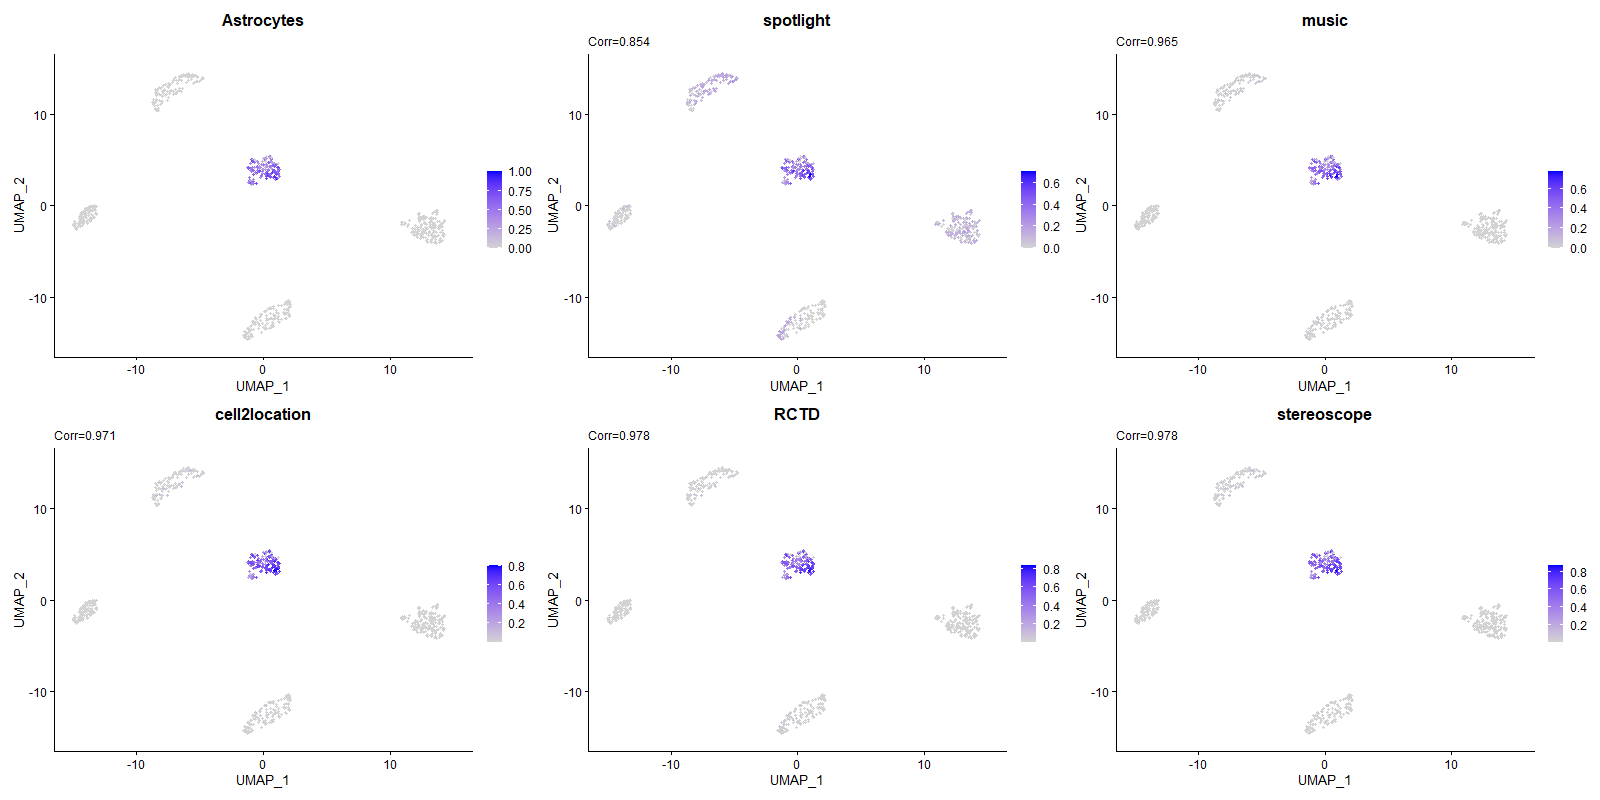 Astrocytes
10
0
-10
UMAP_2
-10
0
10
UMAP_1
1.00
0.75
0.50
0.25
0.00
spotlight
Corr=0.854
10
0
-10
UMAP_2
-10
0
10
UMAP_1
0.6
0.4
0.2
0.0
music
Corr=0.965
10
0
-10
UMAP_2
-10
0
10
UMAP_1
0.6
0.4
0.2
0.0
cell2location
Corr=0.971
10
0
-10
UMAP_2
-10
0
10
UMAP_1
0.8
0.6
0.4
0.2
RCTD
Corr=0.978
10
0
-10
UMAP_2
-10
0
10
UMAP_1
0.8
0.6
0.4
0.2
stereoscope
Corr=0.978
10
0
-10
UMAP_2
-10
0
10
UMAP_1
0.8
0.6
0.4
0.2